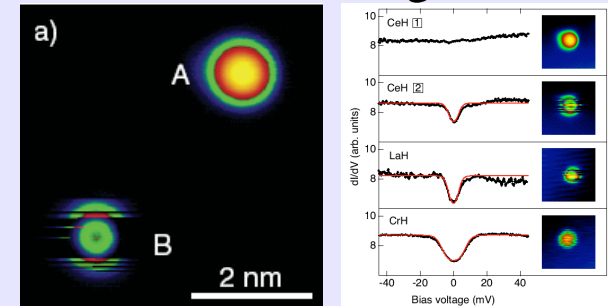 a)
A
B
2 nm
dI/dV (arb. units)
10
8
CeH 1
10
8
CeH 2
8
LaH
10
8
CrH
-40 -20 0 20 40
Bias voltage (mV)